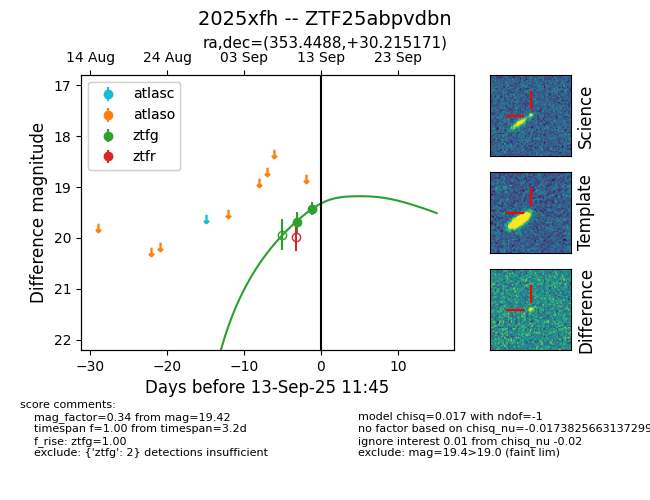 2025xfh -- ZTF25abpvdbn
ra,dec=(353.4488,+30.215171)
14 Aug 24 Aug 03 Sep 13 Sep 23 Sep
atlasc
atlaso
ztfg
ztfr
17
18
19
20
21
22
Difference magnitude
−30 −20 −10 0 10
Days before 13-Sep-25 11:45
Science
Template
Difference
score comments:
mag_factor=0.34 from mag=19.42
timespan f=1.00 from timespan=3.2d
f_rise: ztfg=1.00
exclude: {'ztfg': 2} detections insufficient
model chisq=0.017 with ndof=-1
no factor based on chisq_nu=-0.0173825663137299
ignore interest 0.01 from chisq_nu -0.02
exclude: mag=19.4>19.0 (faint lim)